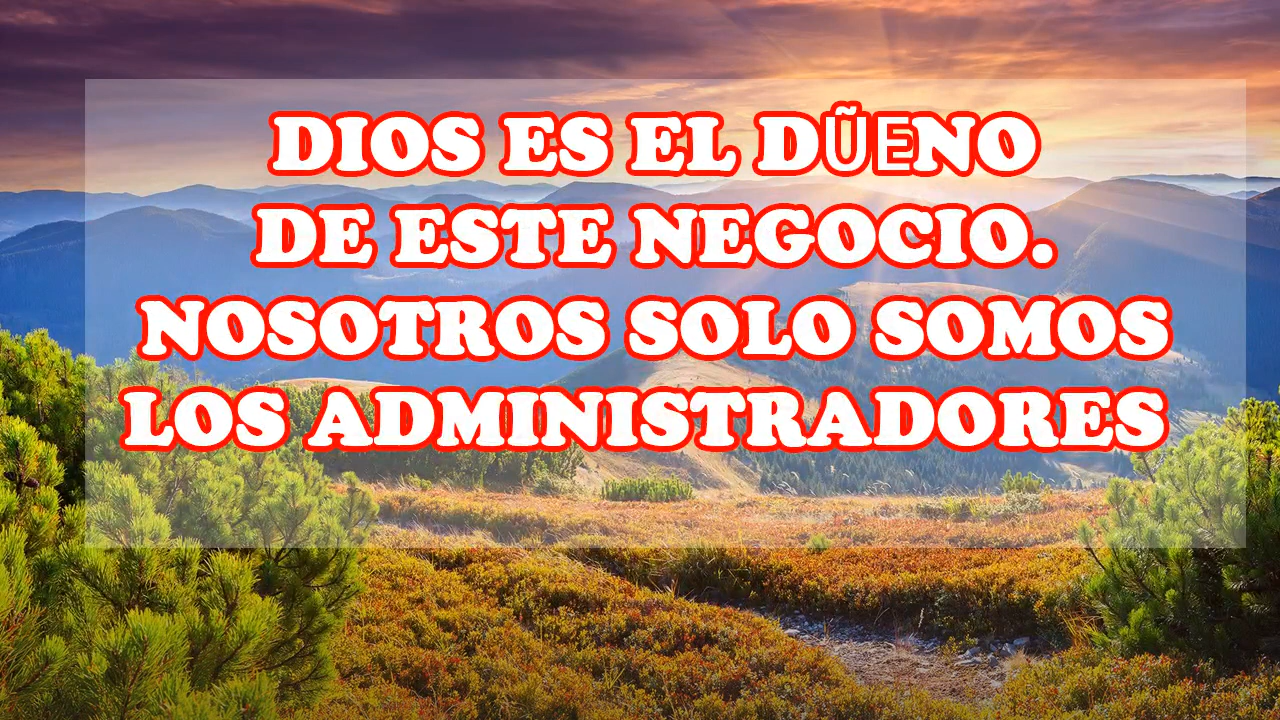 DIOS ES EL DŨENO
DE ESTE NEGOCIO.
NOSOTROS SOLO SOMOS
LOS ADMINISTRADORES